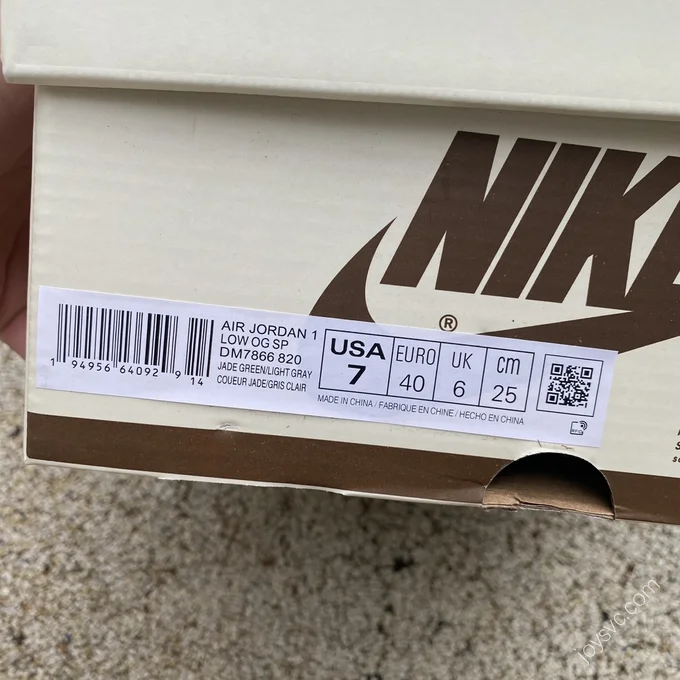 NIKE
®
AIR JORDAN 1
LOW OG SP
DM7866 820
JADE GREEN/LIGHT GRAY
COUEUR JADE/GRIS CLAIR
1 94956 64092 9 14
USA
7
EURO
40
UK
6
cm
25
MADE IN CHINA / FABRIQUE EN CHINE / HECHO EN CHINA
joysvc.com